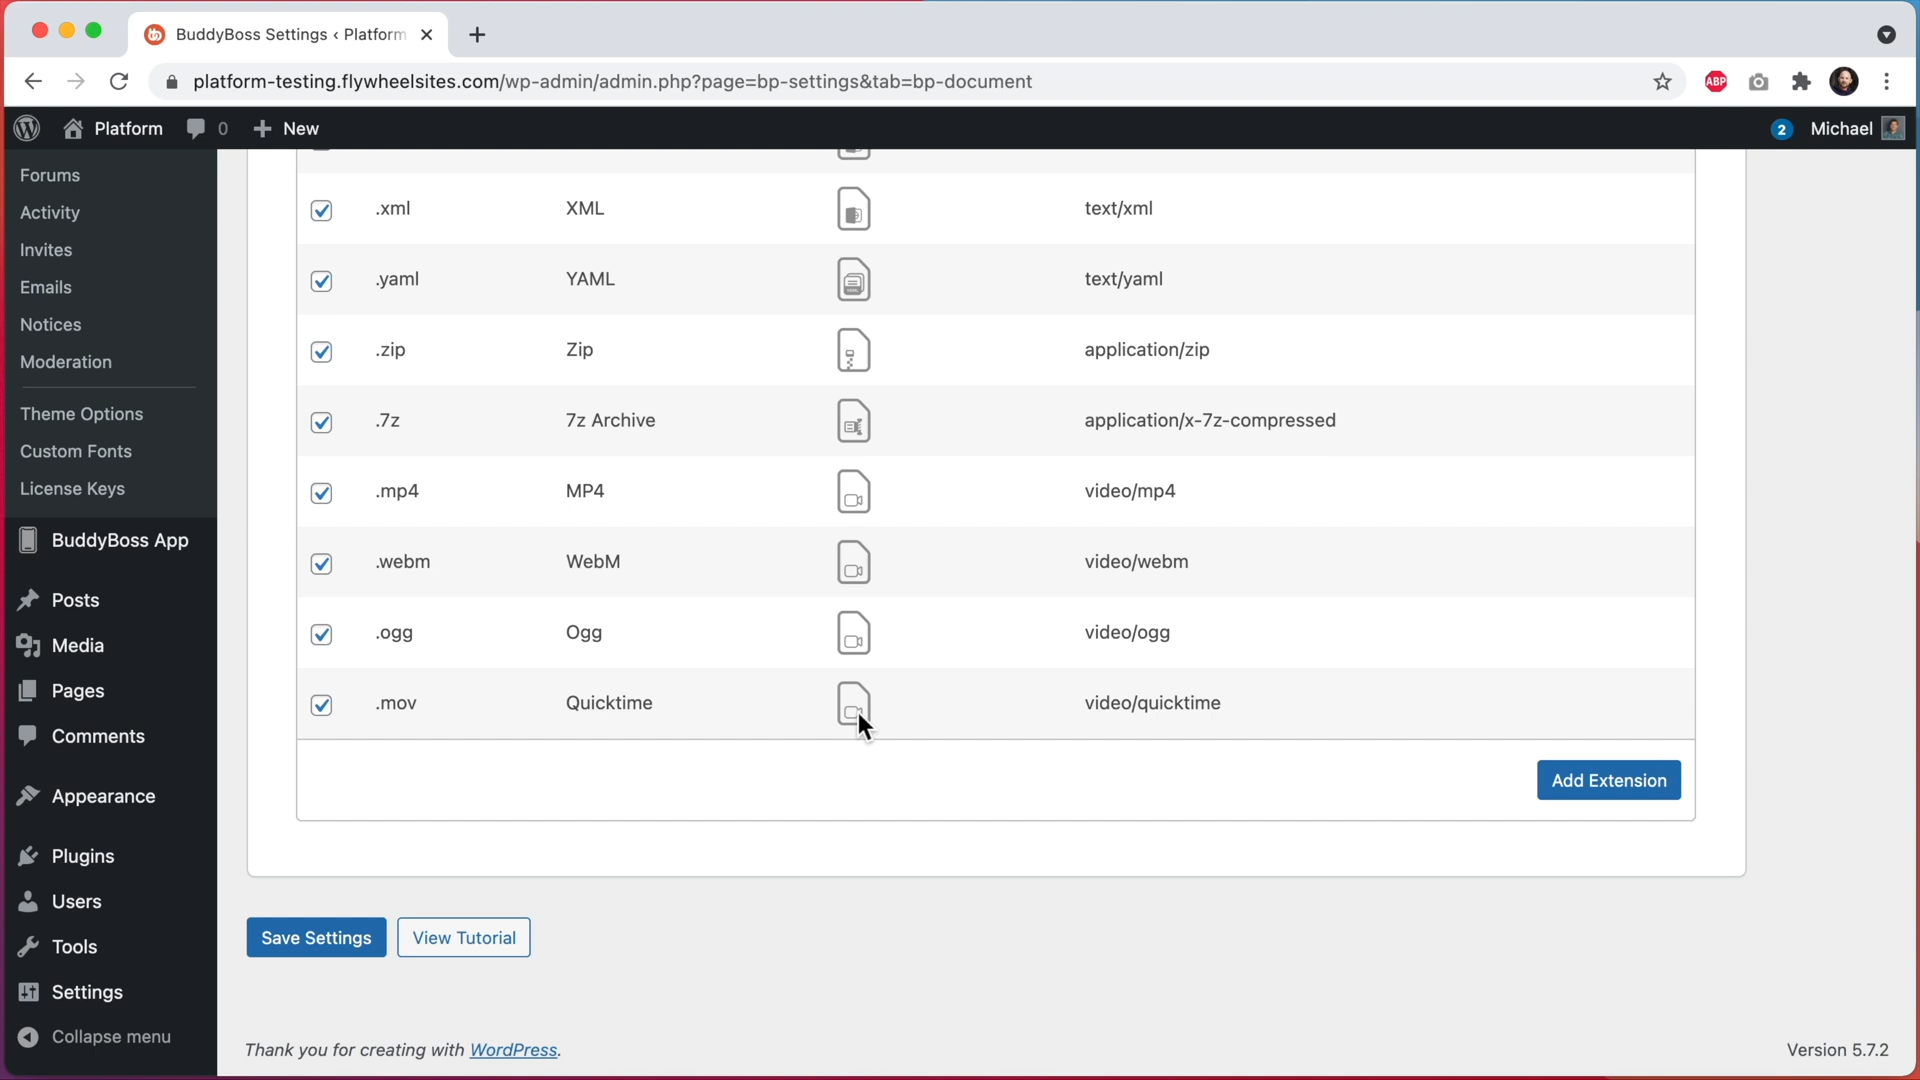 BuddyBoss Settings ‹ Platform
platform-testing.flywheelsites.com/wp-admin/admin.php?page=bp-settings&tab=bp-document
ABP
Platform 0 New 2 Michael
Forums
Activity
Invites
Emails
Notices
Moderation
Theme Options
Custom Fonts
License Keys
BuddyBoss App
Posts
Media
Pages
Comments
Appearance
Plugins
Users
Tools
Settings
Collapse menu
.xml XML text/xml
.yaml YAML text/yaml
.zip Zip application/zip
.7z 7z Archive application/x-7z-compressed
.mp4 MP4 video/mp4
.webm WebM video/webm
.ogg Ogg video/ogg
.mov Quicktime video/quicktime
Add Extension
Save Settings View Tutorial
Thank you for creating with WordPress. Version 5.7.2